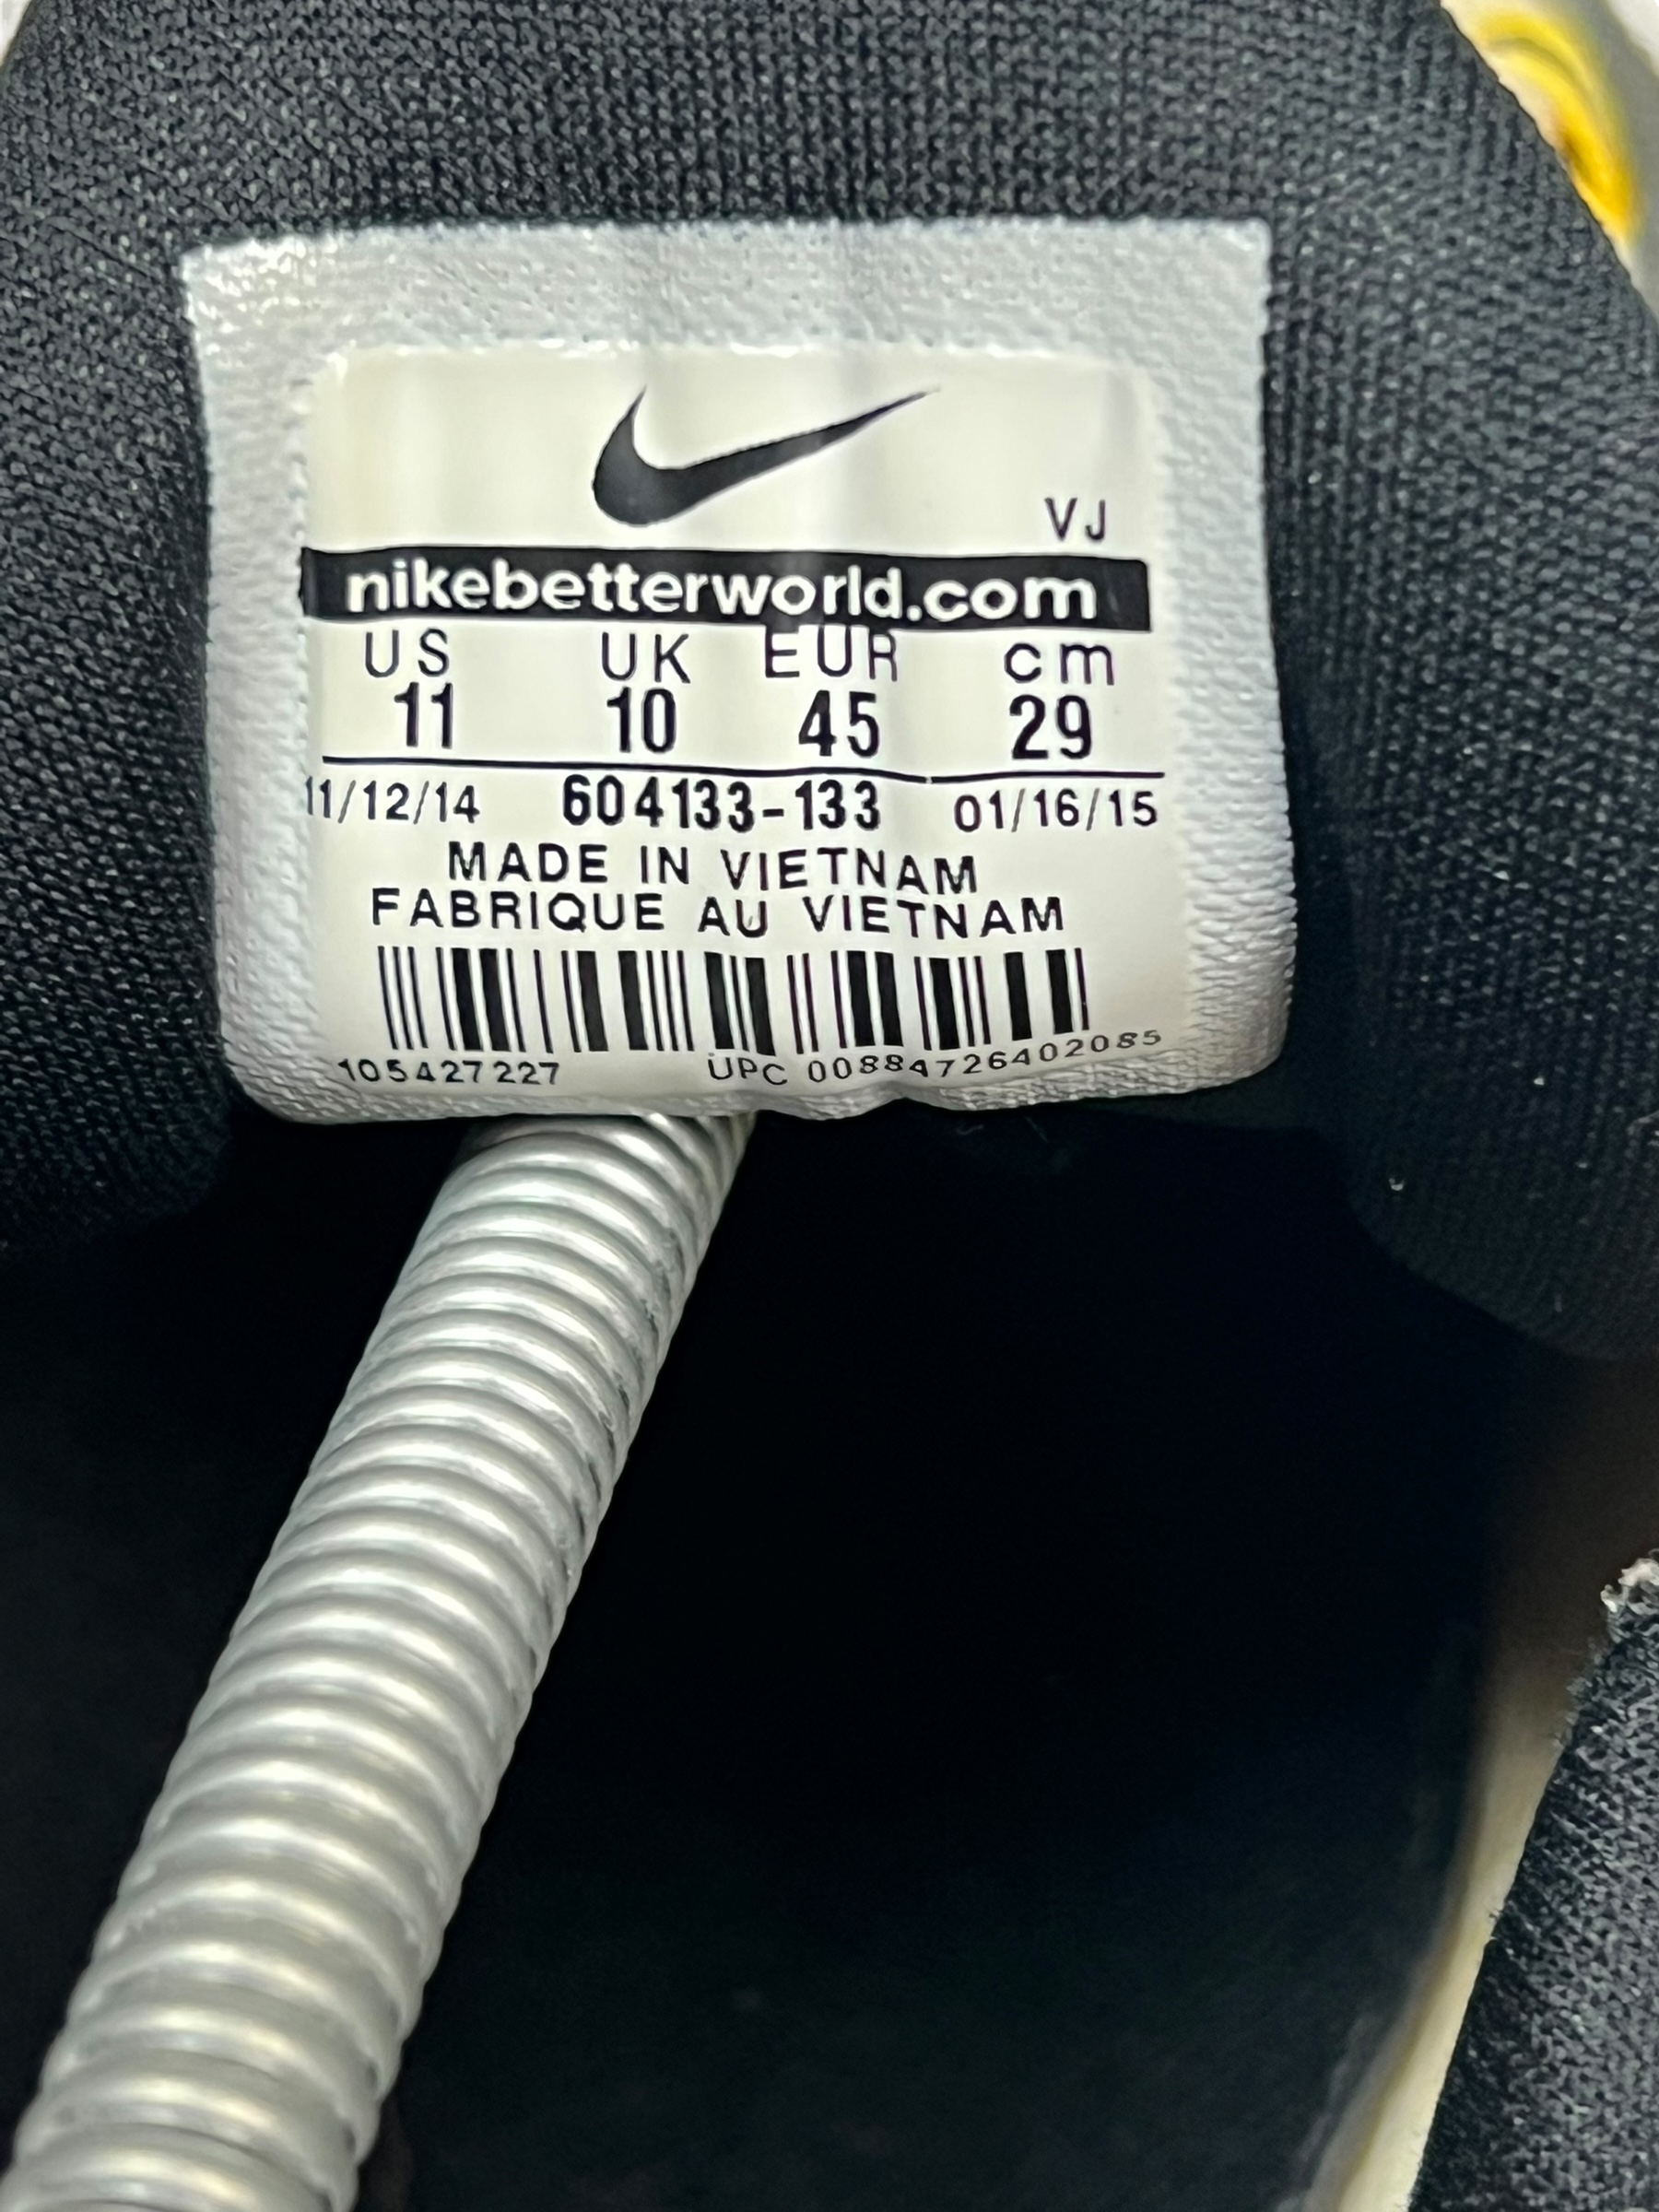 VJ
nikebetterworld.com
US UK EUR cm
11 10 45 29
11/12/14 604133-133 01/16/15
MADE IN VIETNAM
FABRIQUE AU VIETNAM
105427227 UPC 00884726402085